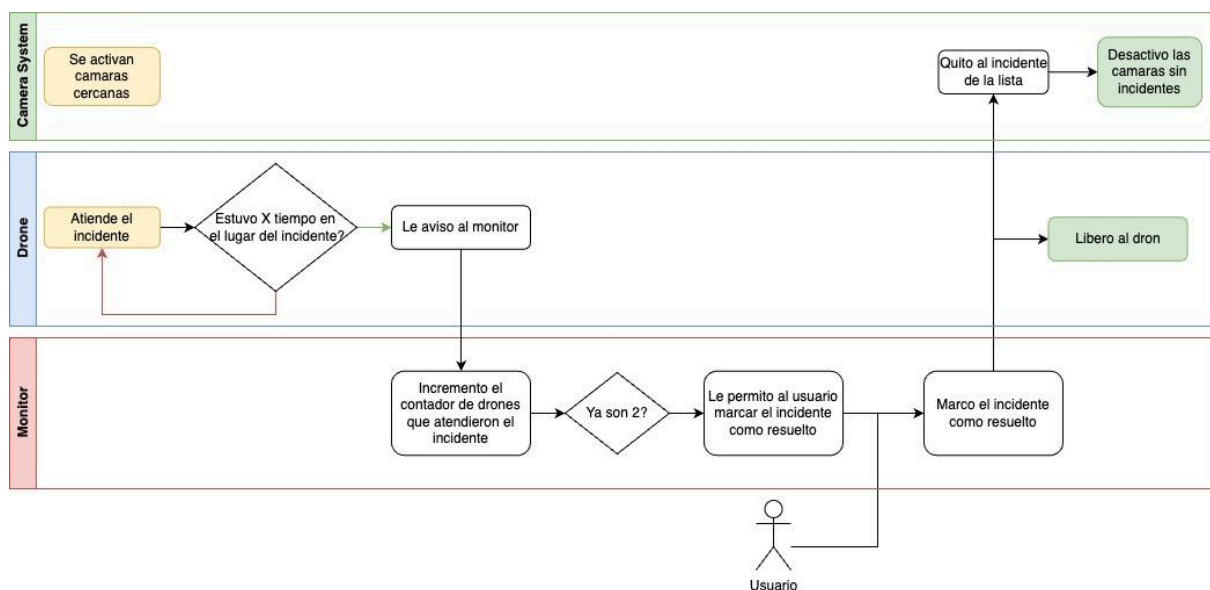 Camera System
Se activan
camaras
cercanas
Quito al incidente
de la lista
Desactivo las
camaras sin
incidentes
Drone
Atiende el
incidente
Estuvo X tiempo en
el lugar del incidente?
Le aviso al monitor
Libero al dron
Monitor
Incremento el
contador de drones
que atendieron el
incidente
Ya son 2?
Le permito al usuario
marcar el incidente
como resuelto
Marco el incidente
como resuelto
Usuario